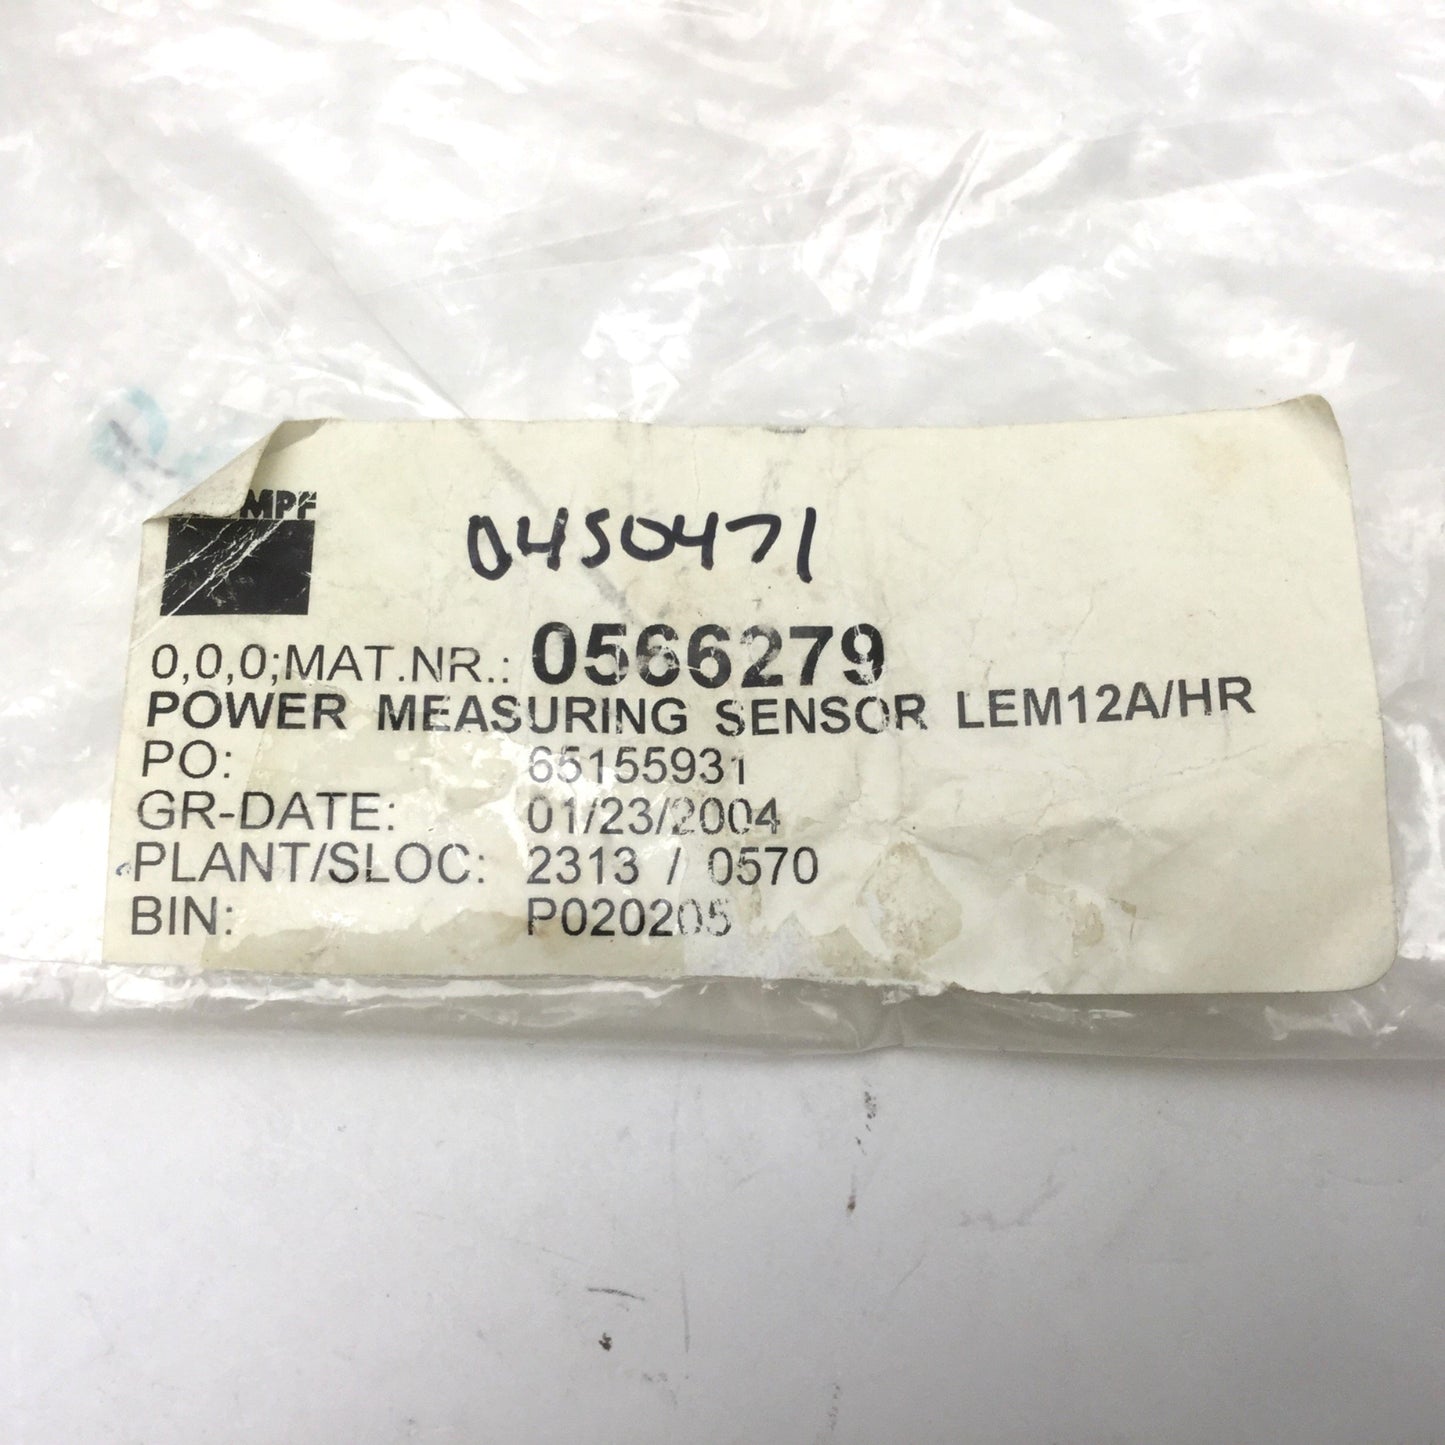 MPF
0450471
0,0,0;MAT.NR.: 0566279
POWER MEASURING SENSOR LEM12A/HR
PO: 65155931
GR-DATE: 01/23/2004
PLANT/SLOC: 2313 / 0570
BIN: P020205